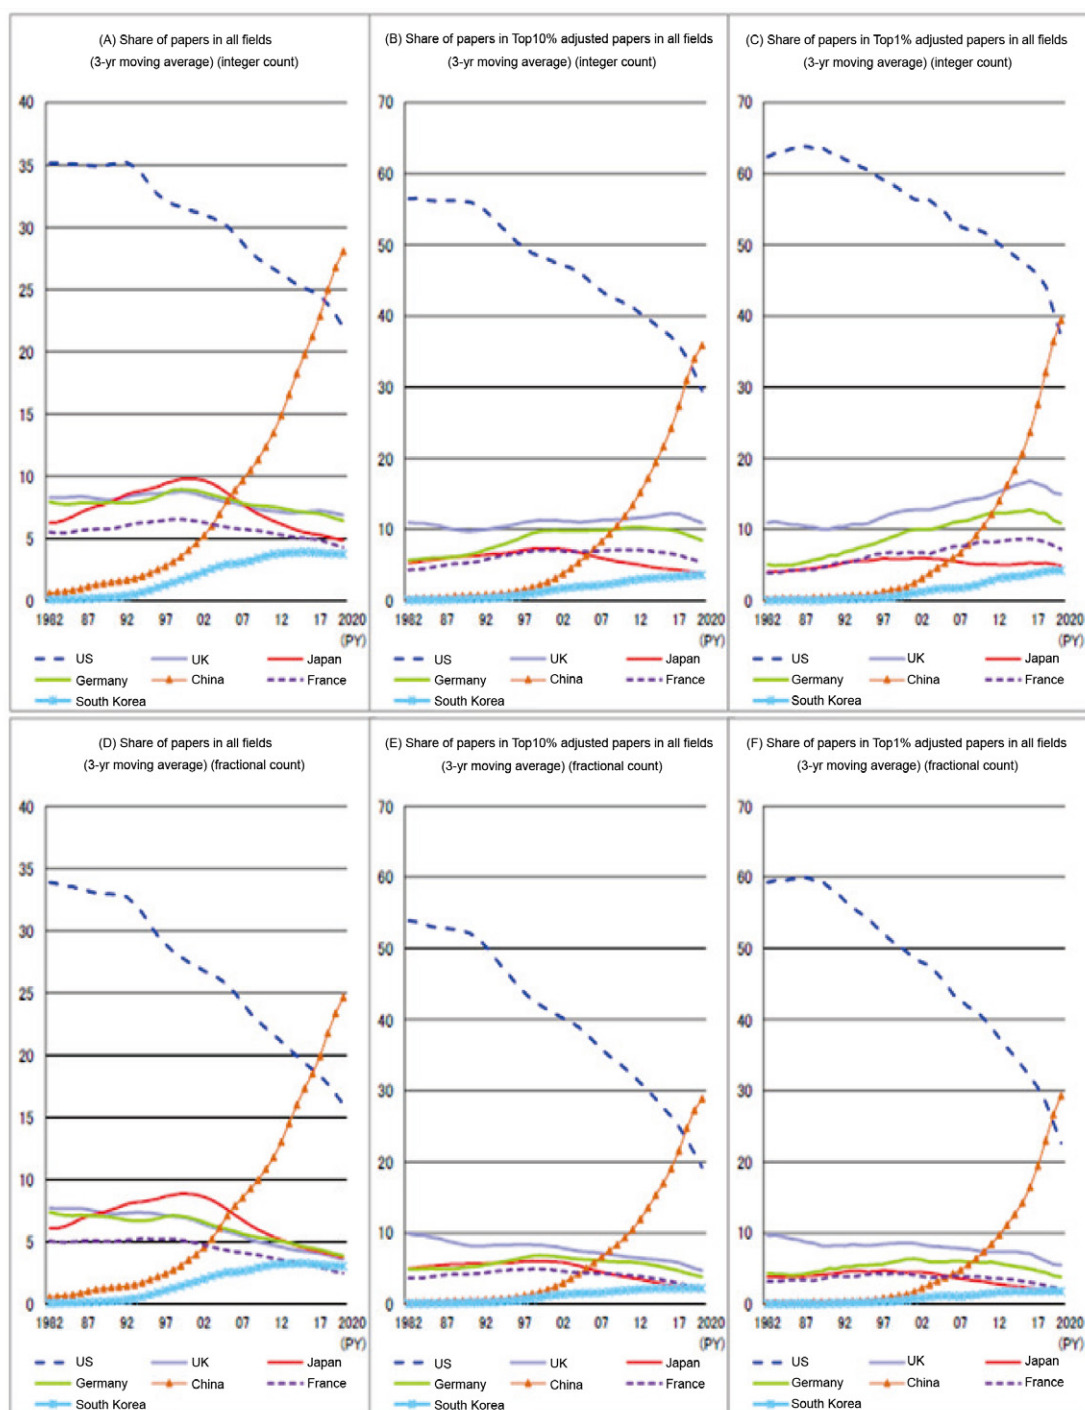 (A) Share of papers in all fields
(3-yr moving average) (integer count)
40
35
30
25
20
15
10
5
0
1982 87 92 97 02 07 12 17 2020
(PY)
US UK Japan
Germany China France
South Korea
(B) Share of papers in Top10% adjusted papers in all fields
(3-yr moving average) (integer count)
70
60
50
40
30
20
10
0
1982 87 92 97 02 07 12 17 2020
(PY)
US UK Japan
Germany China France
South Korea
(C) Share of papers in Top1% adjusted papers in all fields
(3-yr moving average) (integer count)
70
60
50
40
30
20
10
0
1982 87 92 97 02 07 12 17 2020
(PY)
US UK Japan
Germany China France
South Korea
(D) Share of papers in all fields
(3-yr moving average) (fractional count)
40
35
30
25
20
15
10
5
0
1982 87 92 97 02 07 12 17 2020
(PY)
US UK Japan
Germany China France
South Korea
(E) Share of papers in Top10% adjusted papers in all fields
(3-yr moving average) (fractional count)
70
60
50
40
30
20
10
0
1982 87 92 97 02 07 12 17 2020
(PY)
US UK Japan
Germany China France
South Korea
(F) Share of papers in Top1% adjusted papers in all fields
(3-yr moving average) (fractional count)
70
60
50
40
30
20
10
0
1982 87 92 97 02 07 12 17 2020
(PY)
US UK Japan
Germany China France
South Korea